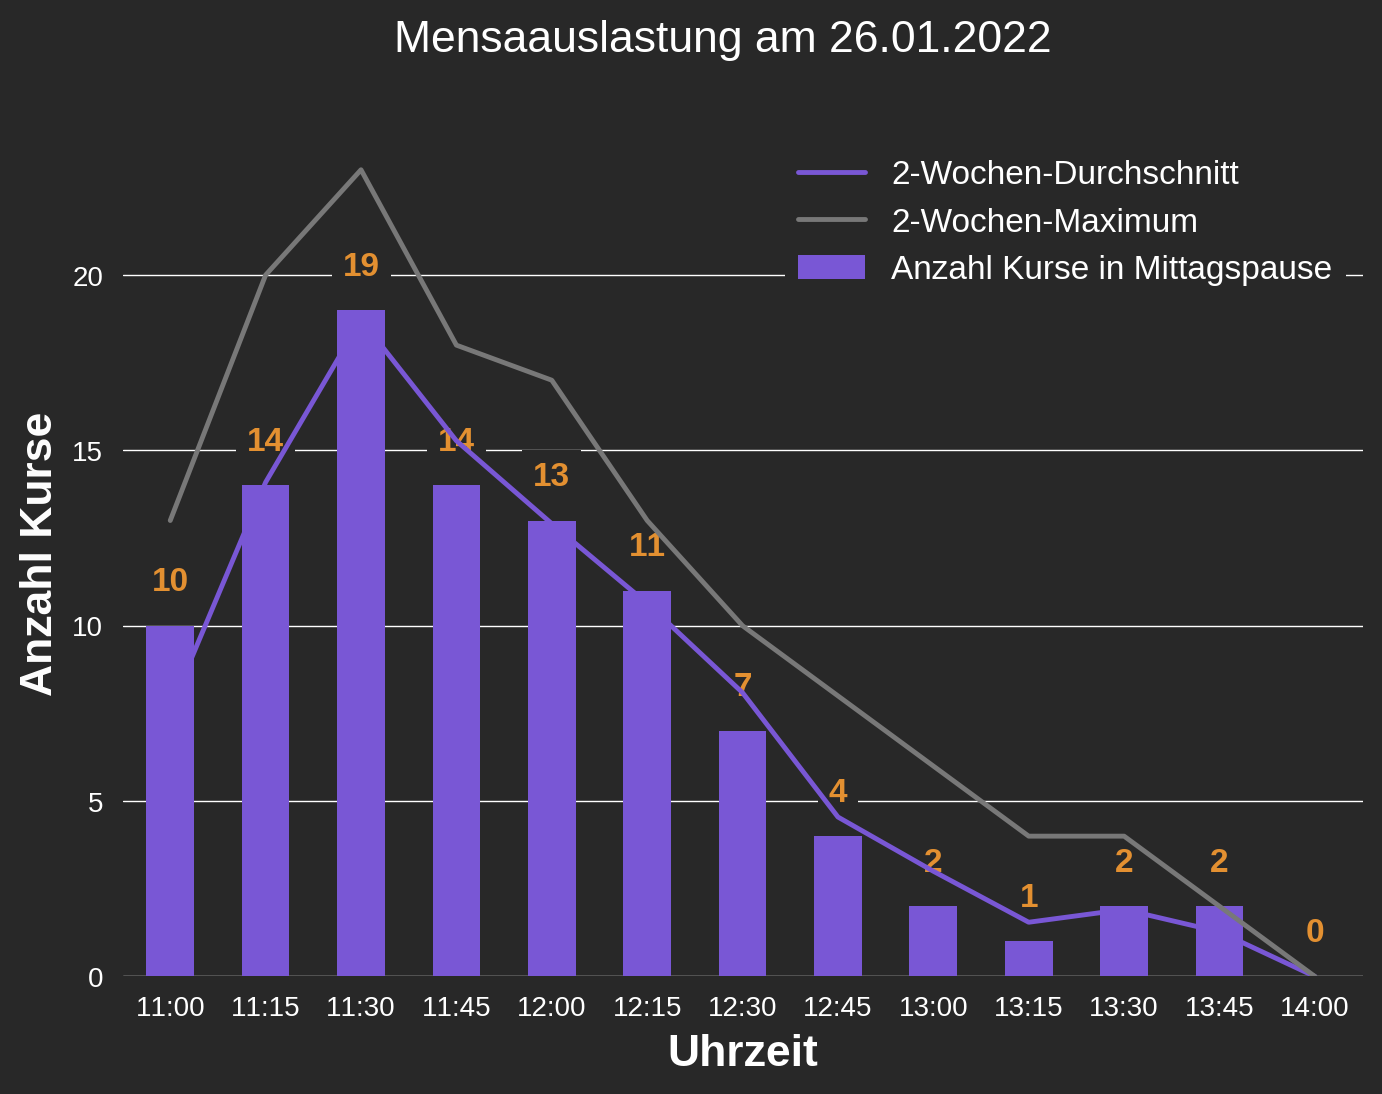 Mensaauslastung am 26.01.2022
2-Wochen-Durchschnitt
2-Wochen-Maximum
Anzahl Kurse in Mittagspause
Anzahl Kurse
20
15
10
5
0
10
14
19
14
13
11
7
4
2
1
2
2
0
11:00 11:15 11:30 11:45 12:00 12:15 12:30 12:45 13:00 13:15 13:30 13:45 14:00
Uhrzeit